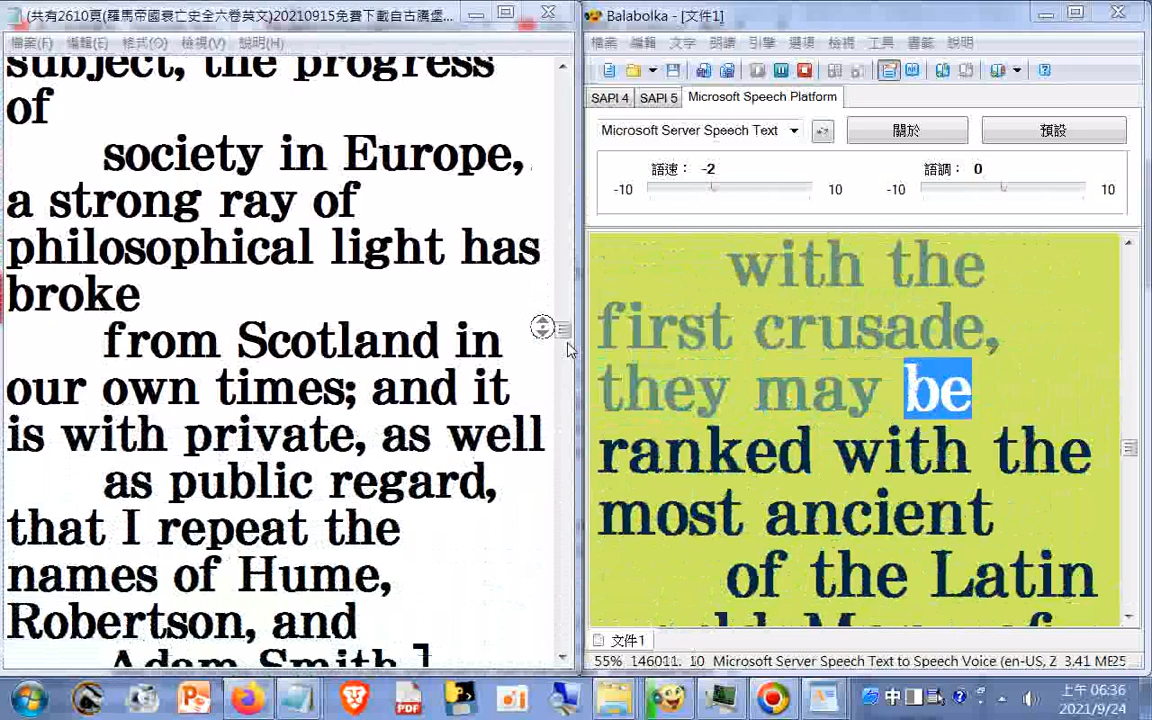 (共有2610頁(羅馬帝國衰亡史全六卷英文)20210915免費下載自古騰堡...
檔案(F) 編輯(E) 格式(O) 檢視(V) 說明(H)
subject, the progress
of
society in Europe,
a strong ray of
philosophical light has
broke
from Scotland in
our own times; and it
is with private, as well
as public regard,
that I repeat the
names of Hume,
Robertson, and
Adam Smith.]
Balabolka - [文件1]
檔案 編輯 文字 朗讀 引擎 選項 檢視 工具 書籤 說明
SAPI 4 SAPI 5 Microsoft Speech Platform
Microsoft Server Speech Text 關於 預設
語速： -2 語調： 0
-10 10 -10 10
with the
first crusade,
they may be
ranked with the
most ancient
of the Latin
文件1
55% 146011. 10 Microsoft Server Speech Text to Speech Voice (en-US, Z 3.41 ME25
中
上午 06:36
2021/9/24